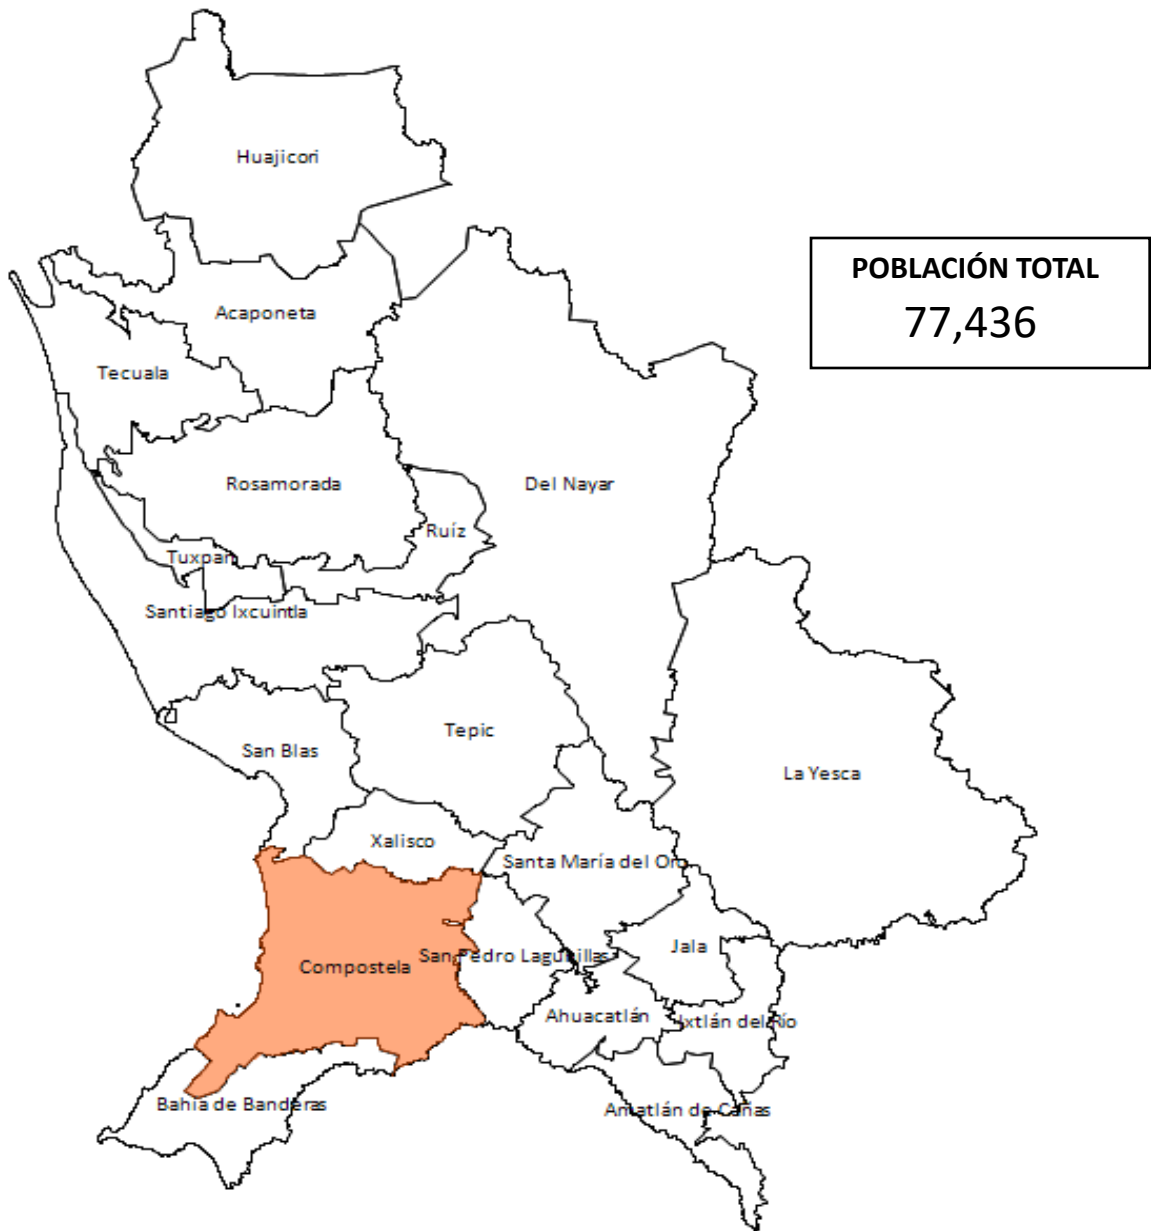 Huajicori
POBLACIÓN TOTAL
77,436
Acaponeta
Tecuala
Rosamorada
Del Nayar
Ruíz
Tuxpan
Santiago Ixcuintla
Tepic
San Blas
La Yesca
Xalisco
Santa María del Oro
San Pedro Lagunillas
Jala
Compostela
Ahuacatlán
Ixtlán del Río
Bahía de Banderas
Amatlán de Cañas